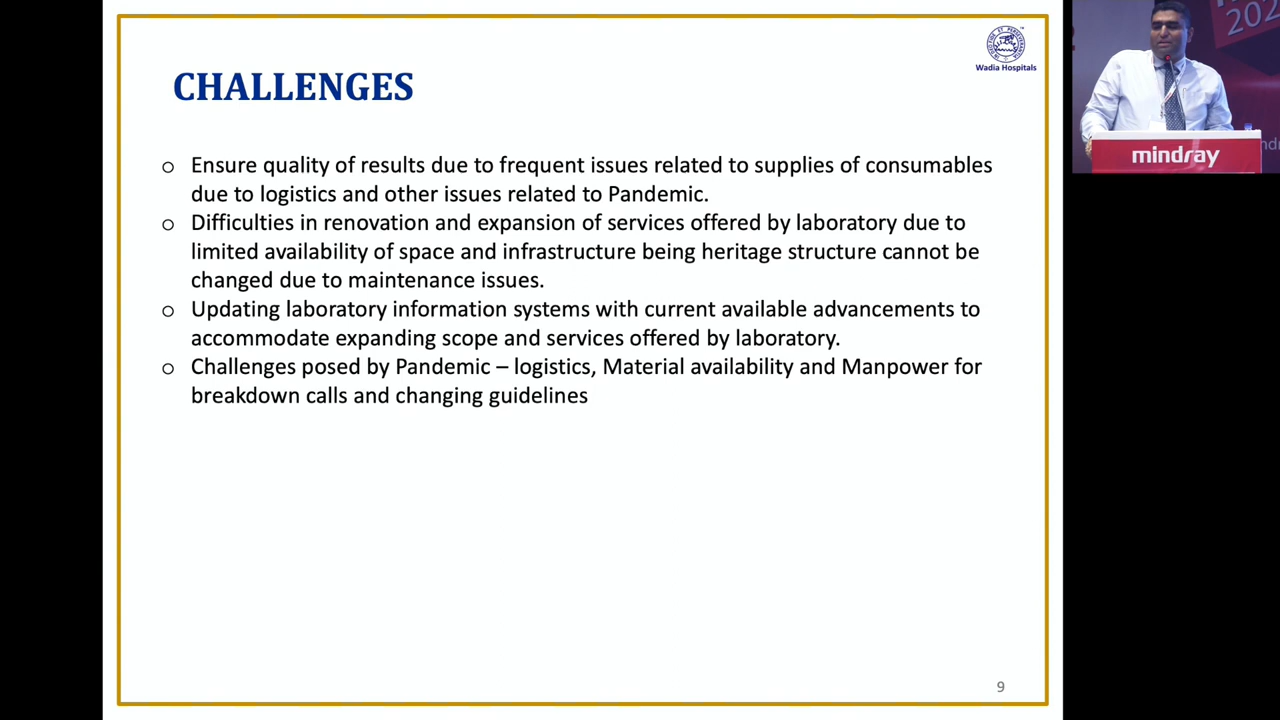 CHALLENGES
Wadia Hospitals
○ Ensure quality of results due to frequent issues related to supplies of consumables
due to logistics and other issues related to Pandemic.
○ Difficulties in renovation and expansion of services offered by laboratory due to
limited availability of space and infrastructure being heritage structure cannot be
changed due to maintenance issues.
○ Updating laboratory information systems with current available advancements to
accommodate expanding scope and services offered by laboratory.
○ Challenges posed by Pandemic – logistics, Material availability and Manpower for
breakdown calls and changing guidelines
9
202
mindray